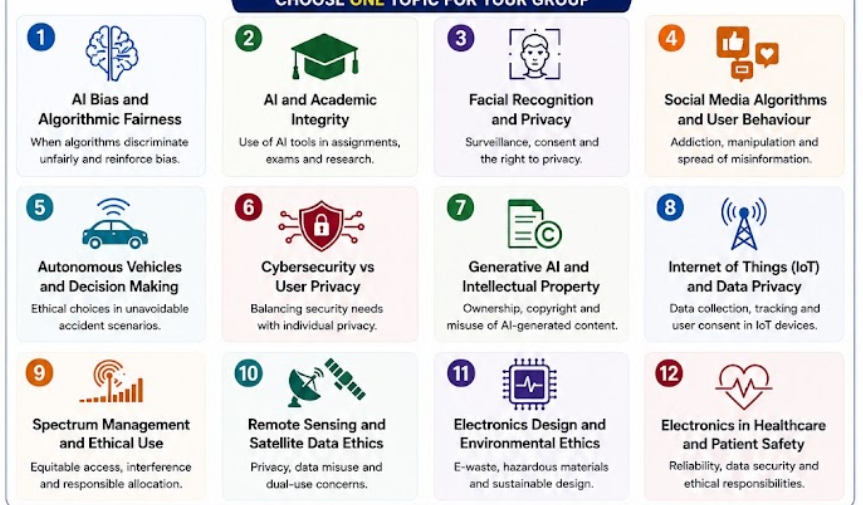 CHOOSE ONE TOPIC FOR YOUR GROUP
1
AI Bias and
Algorithmic Fairness
When algorithms discriminate
unfairly and reinforce bias.
2
AI and Academic
Integrity
Use of AI tools in assignments,
exams and research.
3
Facial Recognition
and Privacy
Surveillance, consent and
the right to privacy.
4
Social Media Algorithms
and User Behaviour
Addiction, manipulation and
spread of misinformation.
5
Autonomous Vehicles
and Decision Making
Ethical choices in unavoidable
accident scenarios.
6
Cybersecurity vs
User Privacy
Balancing security needs
with individual privacy.
7
C
Generative AI and
Intellectual Property
Ownership, copyright and
misuse of AI-generated content.
8
Internet of Things (IoT)
and Data Privacy
Data collection, tracking and
user consent in IoT devices.
9
Spectrum Management
and Ethical Use
Equitable access, interference
and responsible allocation.
10
Remote Sensing and
Satellite Data Ethics
Privacy, data misuse and
dual-use concerns.
11
Electronics Design and
Environmental Ethics
E-waste, hazardous materials
and sustainable design.
12
Electronics in Healthcare
and Patient Safety
Reliability, data security and
ethical responsibilities.